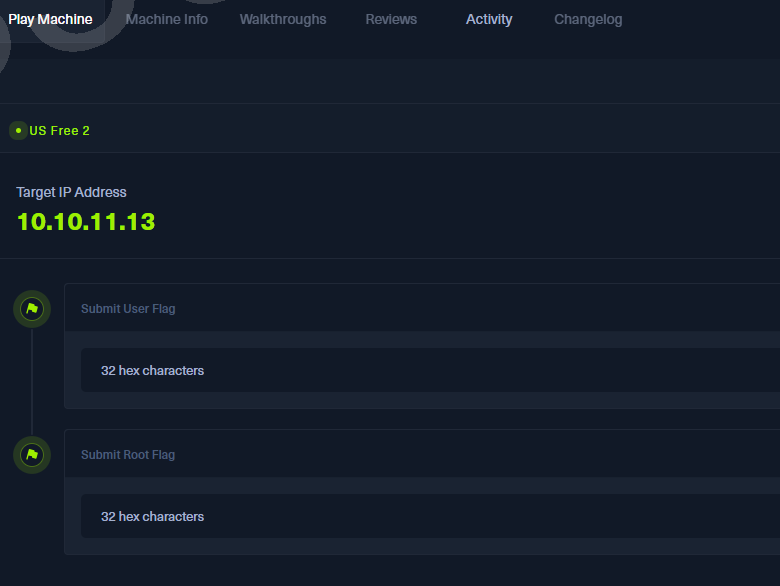 Play Machine Machine Info Walkthroughs Reviews Activity Changelog
US Free 2
Target IP Address
10.10.11.13
Submit User Flag
32 hex characters
Submit Root Flag
32 hex characters